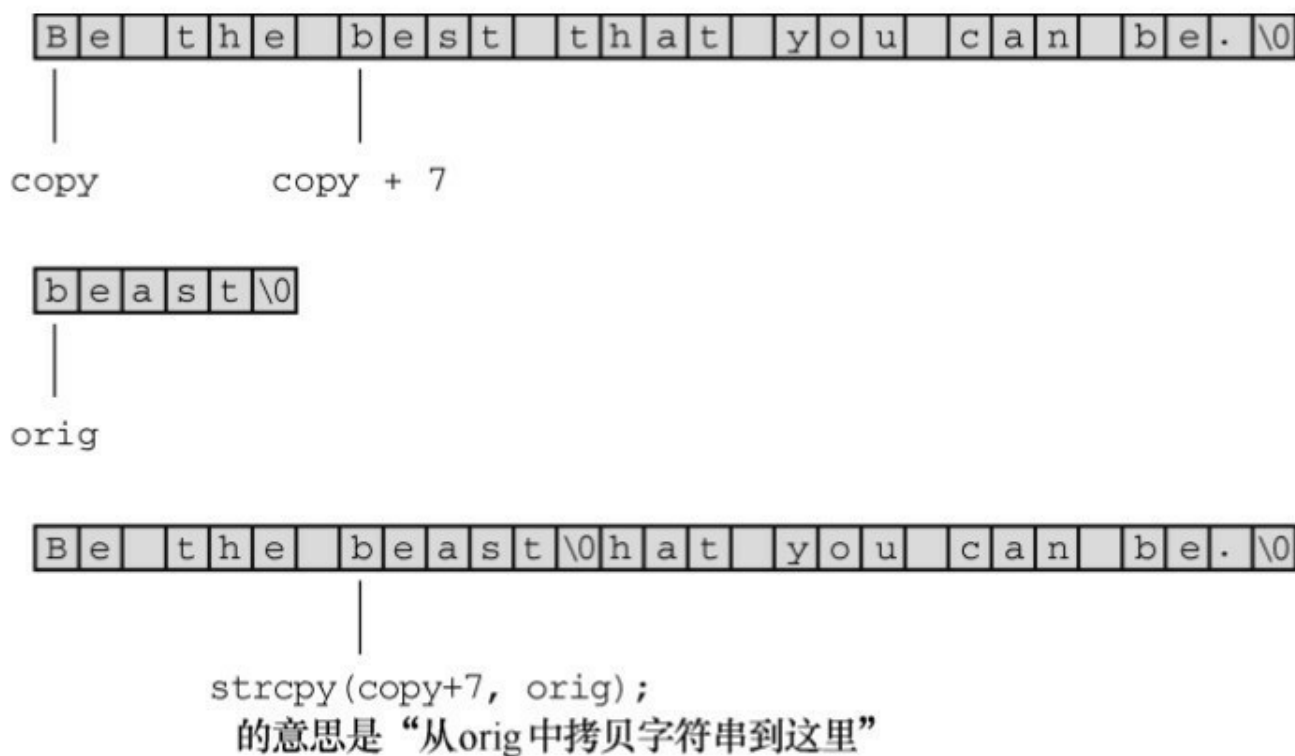 Be the best that you can be.\0
copy copy + 7
beast\0
orig
Be the beast\0hat you can be.\0
strcpy(copy+7, orig);
的意思是“从orig中拷贝字符串到这里”